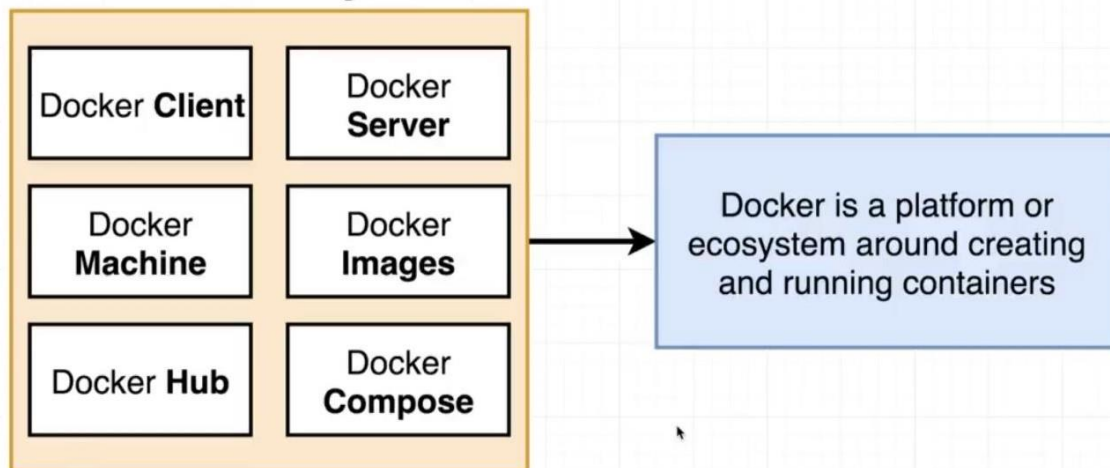 Docker Client
Docker
Server
Docker
Machine
Docker
Images
Docker Hub
Docker
Compose
Docker is a platform or
ecosystem around creating
and running containers